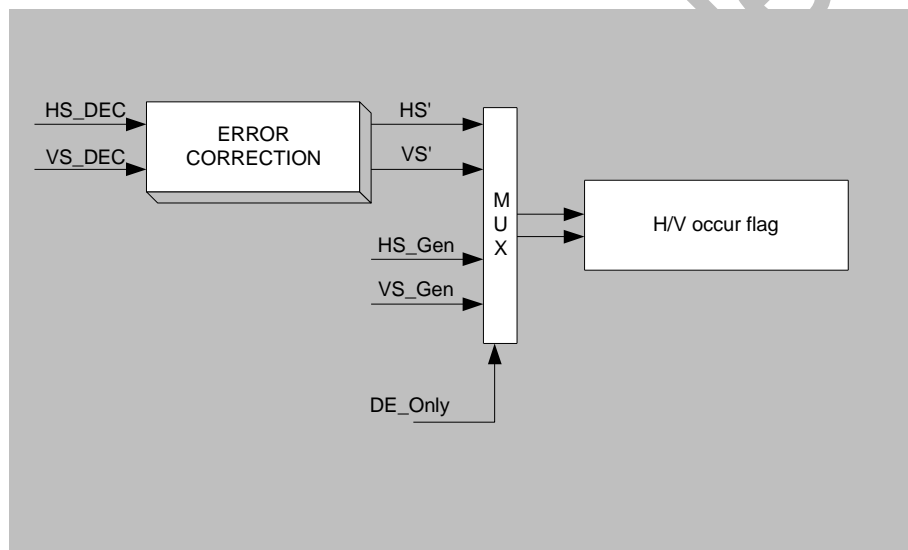 HS_DEC
VS_DEC
ERROR
CORRECTION
HS'
VS'
HS_Gen
VS_Gen
M
U
X
DE_Only
H/V occur flag